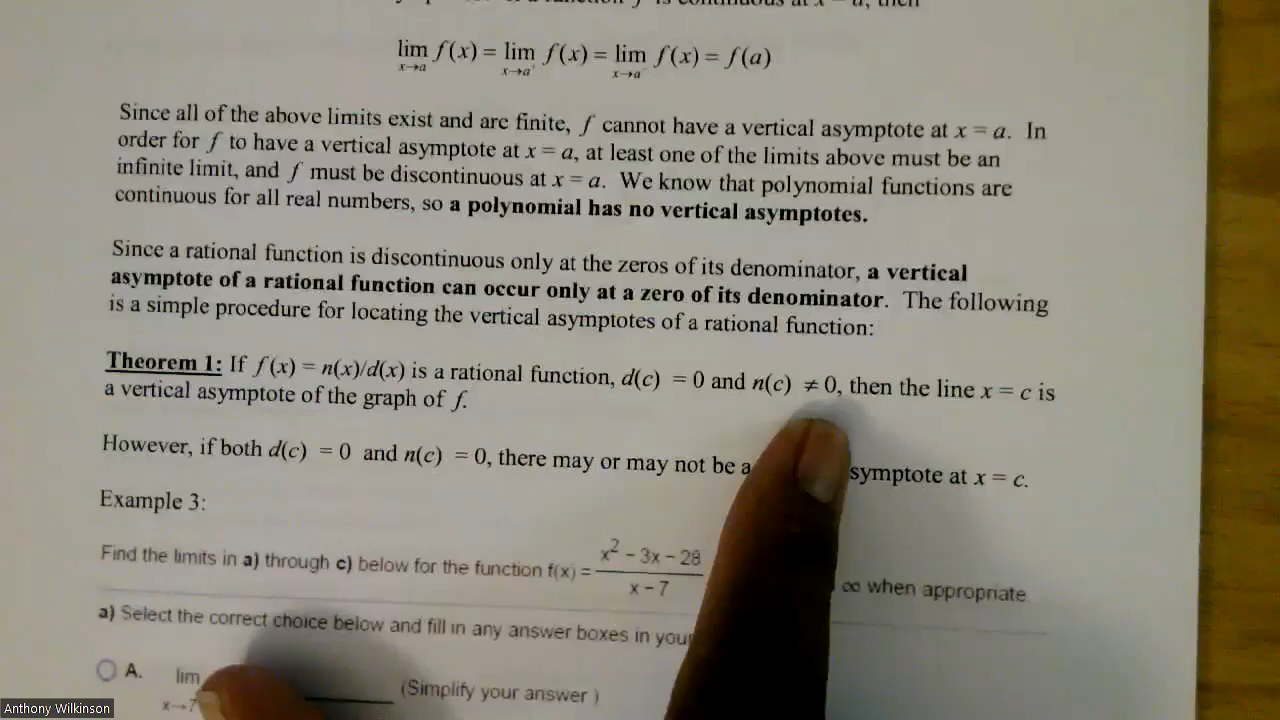 is continuous at x = a, then
lim f(x) = lim f(x) = lim f(x) = f(a)
x→a x→a⁺ x→a⁻
Since all of the above limits exist and are finite, f cannot have a vertical asymptote at x = a. In
order for f to have a vertical asymptote at x = a, at least one of the limits above must be an
infinite limit, and f must be discontinuous at x = a. We know that polynomial functions are
continuous for all real numbers, so a polynomial has no vertical asymptotes.
Since a rational function is discontinuous only at the zeros of its denominator, a vertical
asymptote of a rational function can occur only at a zero of its denominator. The following
is a simple procedure for locating the vertical asymptotes of a rational function:
Theorem 1: If f(x) = n(x)/d(x) is a rational function, d(c) = 0 and n(c) ≠ 0, then the line x = c is
a vertical asymptote of the graph of f.
However, if both d(c) = 0 and n(c) = 0, there may or may not be a symptote at x = c.
Example 3:
Find the limits in a) through c) below for the function f(x) = (x² − 3x − 28)/(x − 7) ∞ when appropriate
a) Select the correct choice below and fill in any answer boxes in your
A. lim (Simplify your answer )
x→7
Anthony Wilkinson